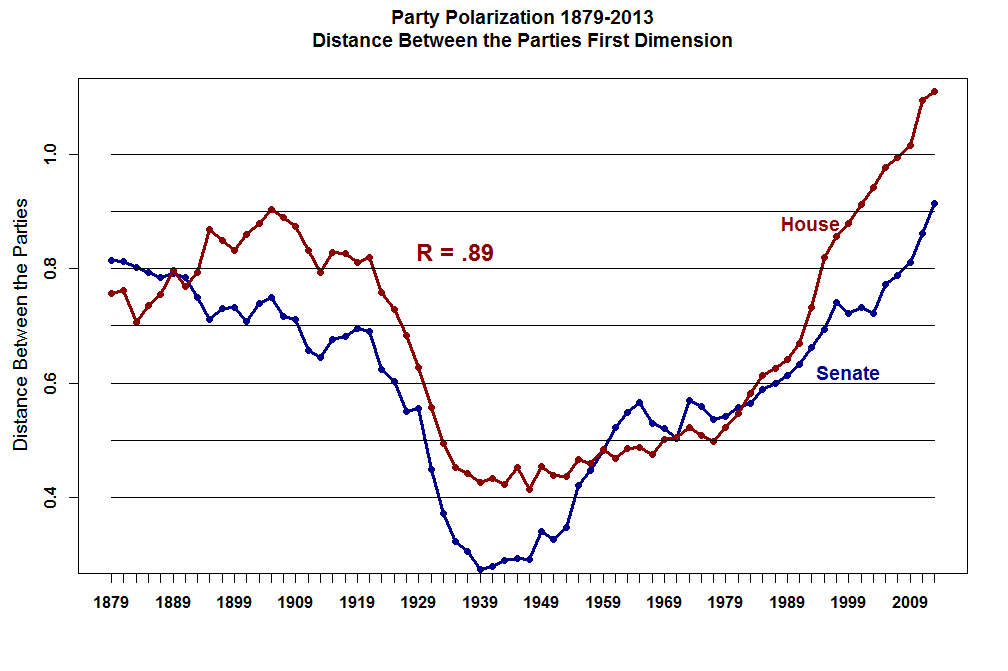 Party Polarization 1879-2013
Distance Between the Parties First Dimension
Distance Between the Parties
1.0
0.8
0.6
0.4
House
R = .89
Senate
1879 1889 1899 1909 1919 1929 1939 1949 1959 1969 1979 1989 1999 2009